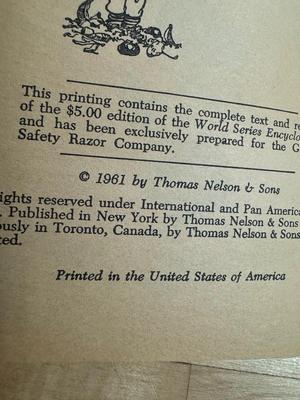 This printing contains the complete text and re
of the $5.00 edition of the World Series Encyclo
and has been exclusively prepared for the G
Safety Razor Company.
© 1961 by Thomas Nelson & Sons
ights reserved under International and Pan America
. Published in New York by Thomas Nelson & Sons
ously in Toronto, Canada, by Thomas Nelson & Sons
ted.
Printed in the United States of America